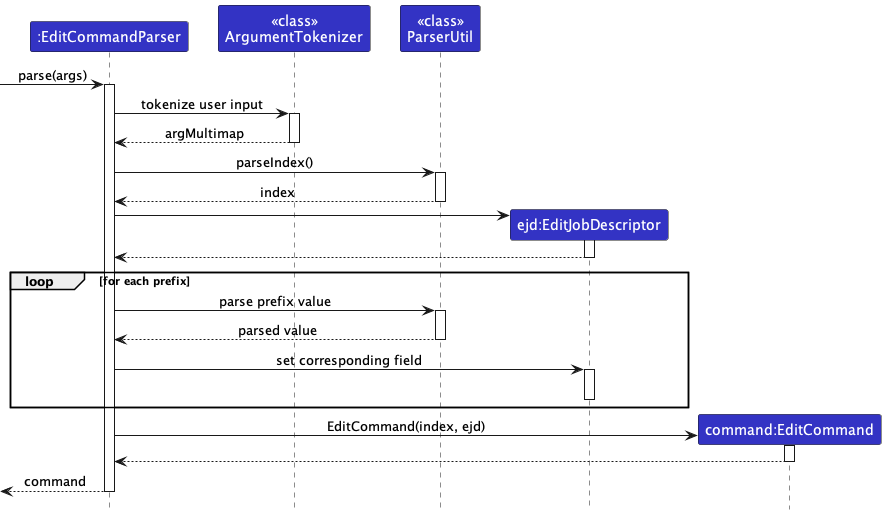 :EditCommandParser
«class»
ArgumentTokenizer
«class»
ParserUtil
parse(args)
tokenize user input
argMultimap
parseIndex()
index
ejd:EditJobDescriptor
loop [for each prefix]
parse prefix value
parsed value
set corresponding field
EditCommand(index, ejd)
command:EditCommand
command